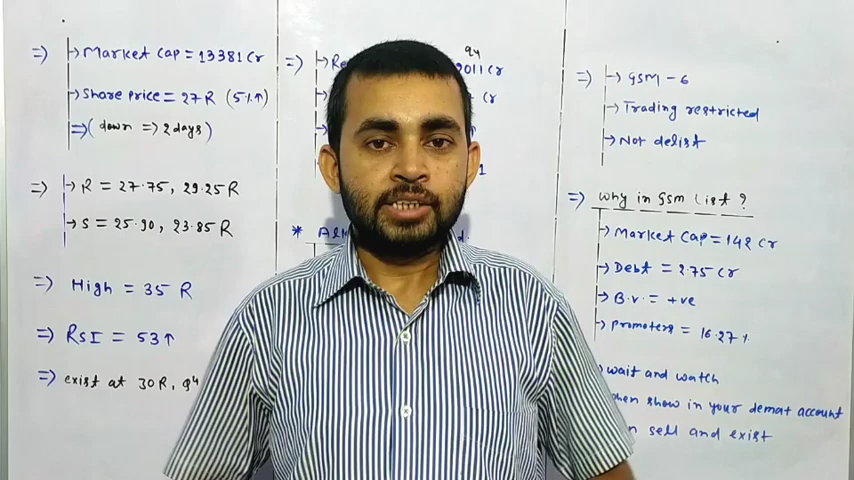 => → Market cap = 13381 Cr
→ Share price = 27 R (5%↑)
=> (down => 2 days)
=> → R = 27.75, 29.25 R
→ S = 25.90, 23.85 R
=> High = 35 R
=> RSI = 53↑
=> exist at 30 R, Q4
=> → Q4
→ Cr
* 
=> → GSM - 6
→ Trading restricted
→ Not delist
=> Why in GSM List ?
→ Market Cap = 142 Cr
→ Debt = 2.75 Cr
→ B.V. = +ve
→ Promoters = 16.27 %
wait and watch
show in your demat account
sell and exist